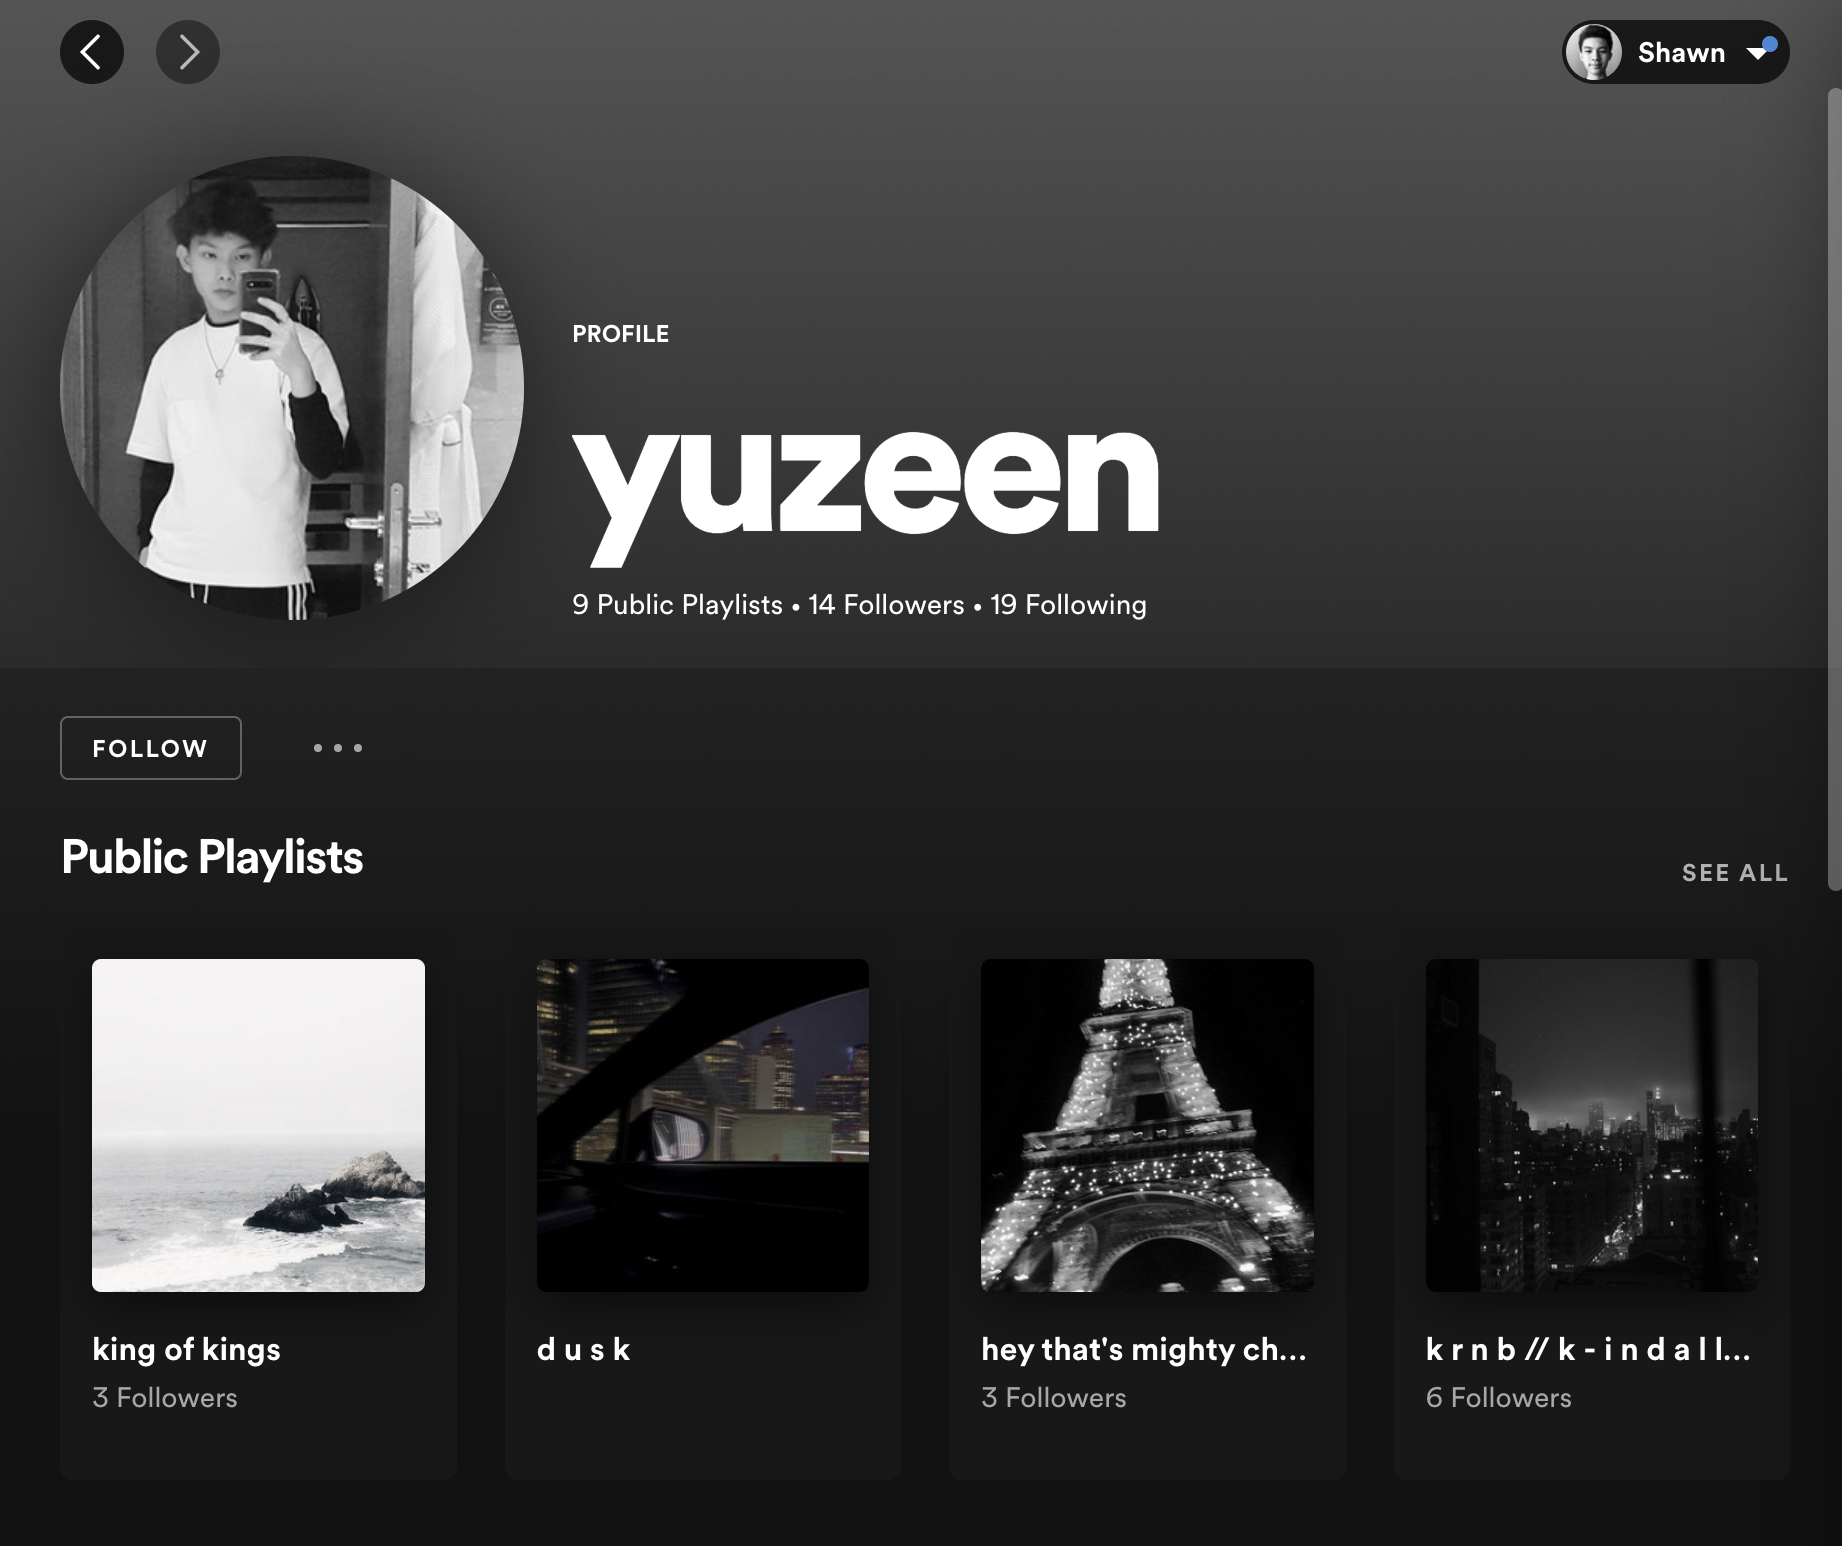 Shawn
PROFILE
yuzeen
9 Public Playlists • 14 Followers • 19 Following
FOLLOW
Public Playlists
SEE ALL
king of kings
3 Followers
d u s k
hey that's mighty ch...
3 Followers
k r n b // k - i n d a l l...
6 Followers